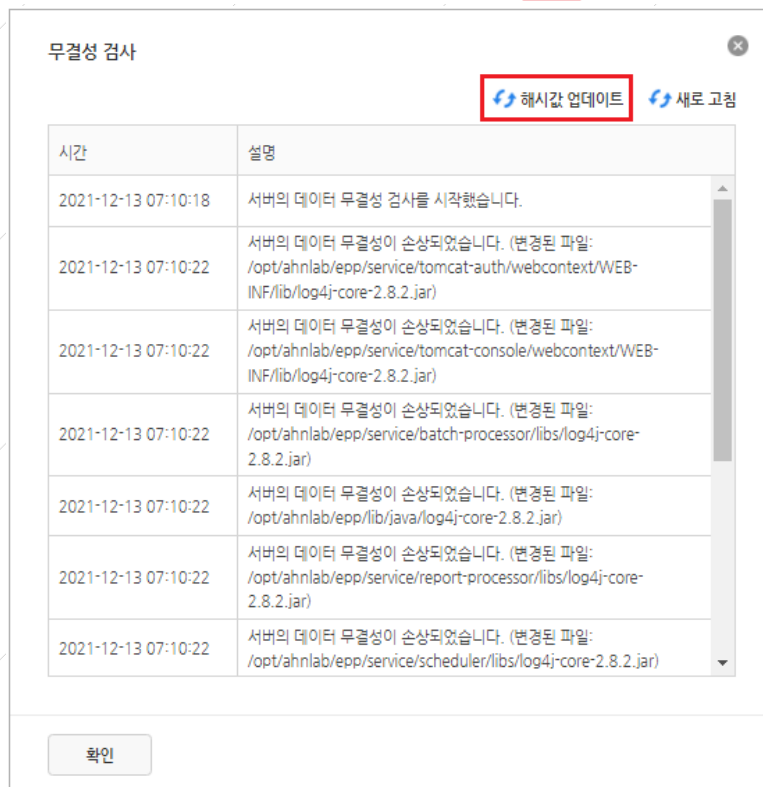 무결성 검사
해시값 업데이트 새로 고침
시간 설명
2021-12-13 07:10:18 서버의 데이터 무결성 검사를 시작했습니다.
서버의 데이터 무결성이 손상되었습니다. (변경된 파일:
2021-12-13 07:10:22 /opt/ahnlab/epp/service/tomcat-auth/webcontext/WEB-
INF/lib/log4j-core-2.8.2.jar)
서버의 데이터 무결성이 손상되었습니다. (변경된 파일:
2021-12-13 07:10:22 /opt/ahnlab/epp/service/tomcat-console/webcontext/WEB-
INF/lib/log4j-core-2.8.2.jar)
서버의 데이터 무결성이 손상되었습니다. (변경된 파일:
2021-12-13 07:10:22 /opt/ahnlab/epp/service/batch-processor/libs/log4j-core-
2.8.2.jar)
2021-12-13 07:10:22 서버의 데이터 무결성이 손상되었습니다. (변경된 파일:
/opt/ahnlab/epp/lib/java/log4j-core-2.8.2.jar)
서버의 데이터 무결성이 손상되었습니다. (변경된 파일:
2021-12-13 07:10:22 /opt/ahnlab/epp/service/report-processor/libs/log4j-core-
2.8.2.jar)
2021-12-13 07:10:22 서버의 데이터 무결성이 손상되었습니다. (변경된 파일:
/opt/ahnlab/epp/service/scheduler/libs/log4j-core-2.8.2.jar)
확인